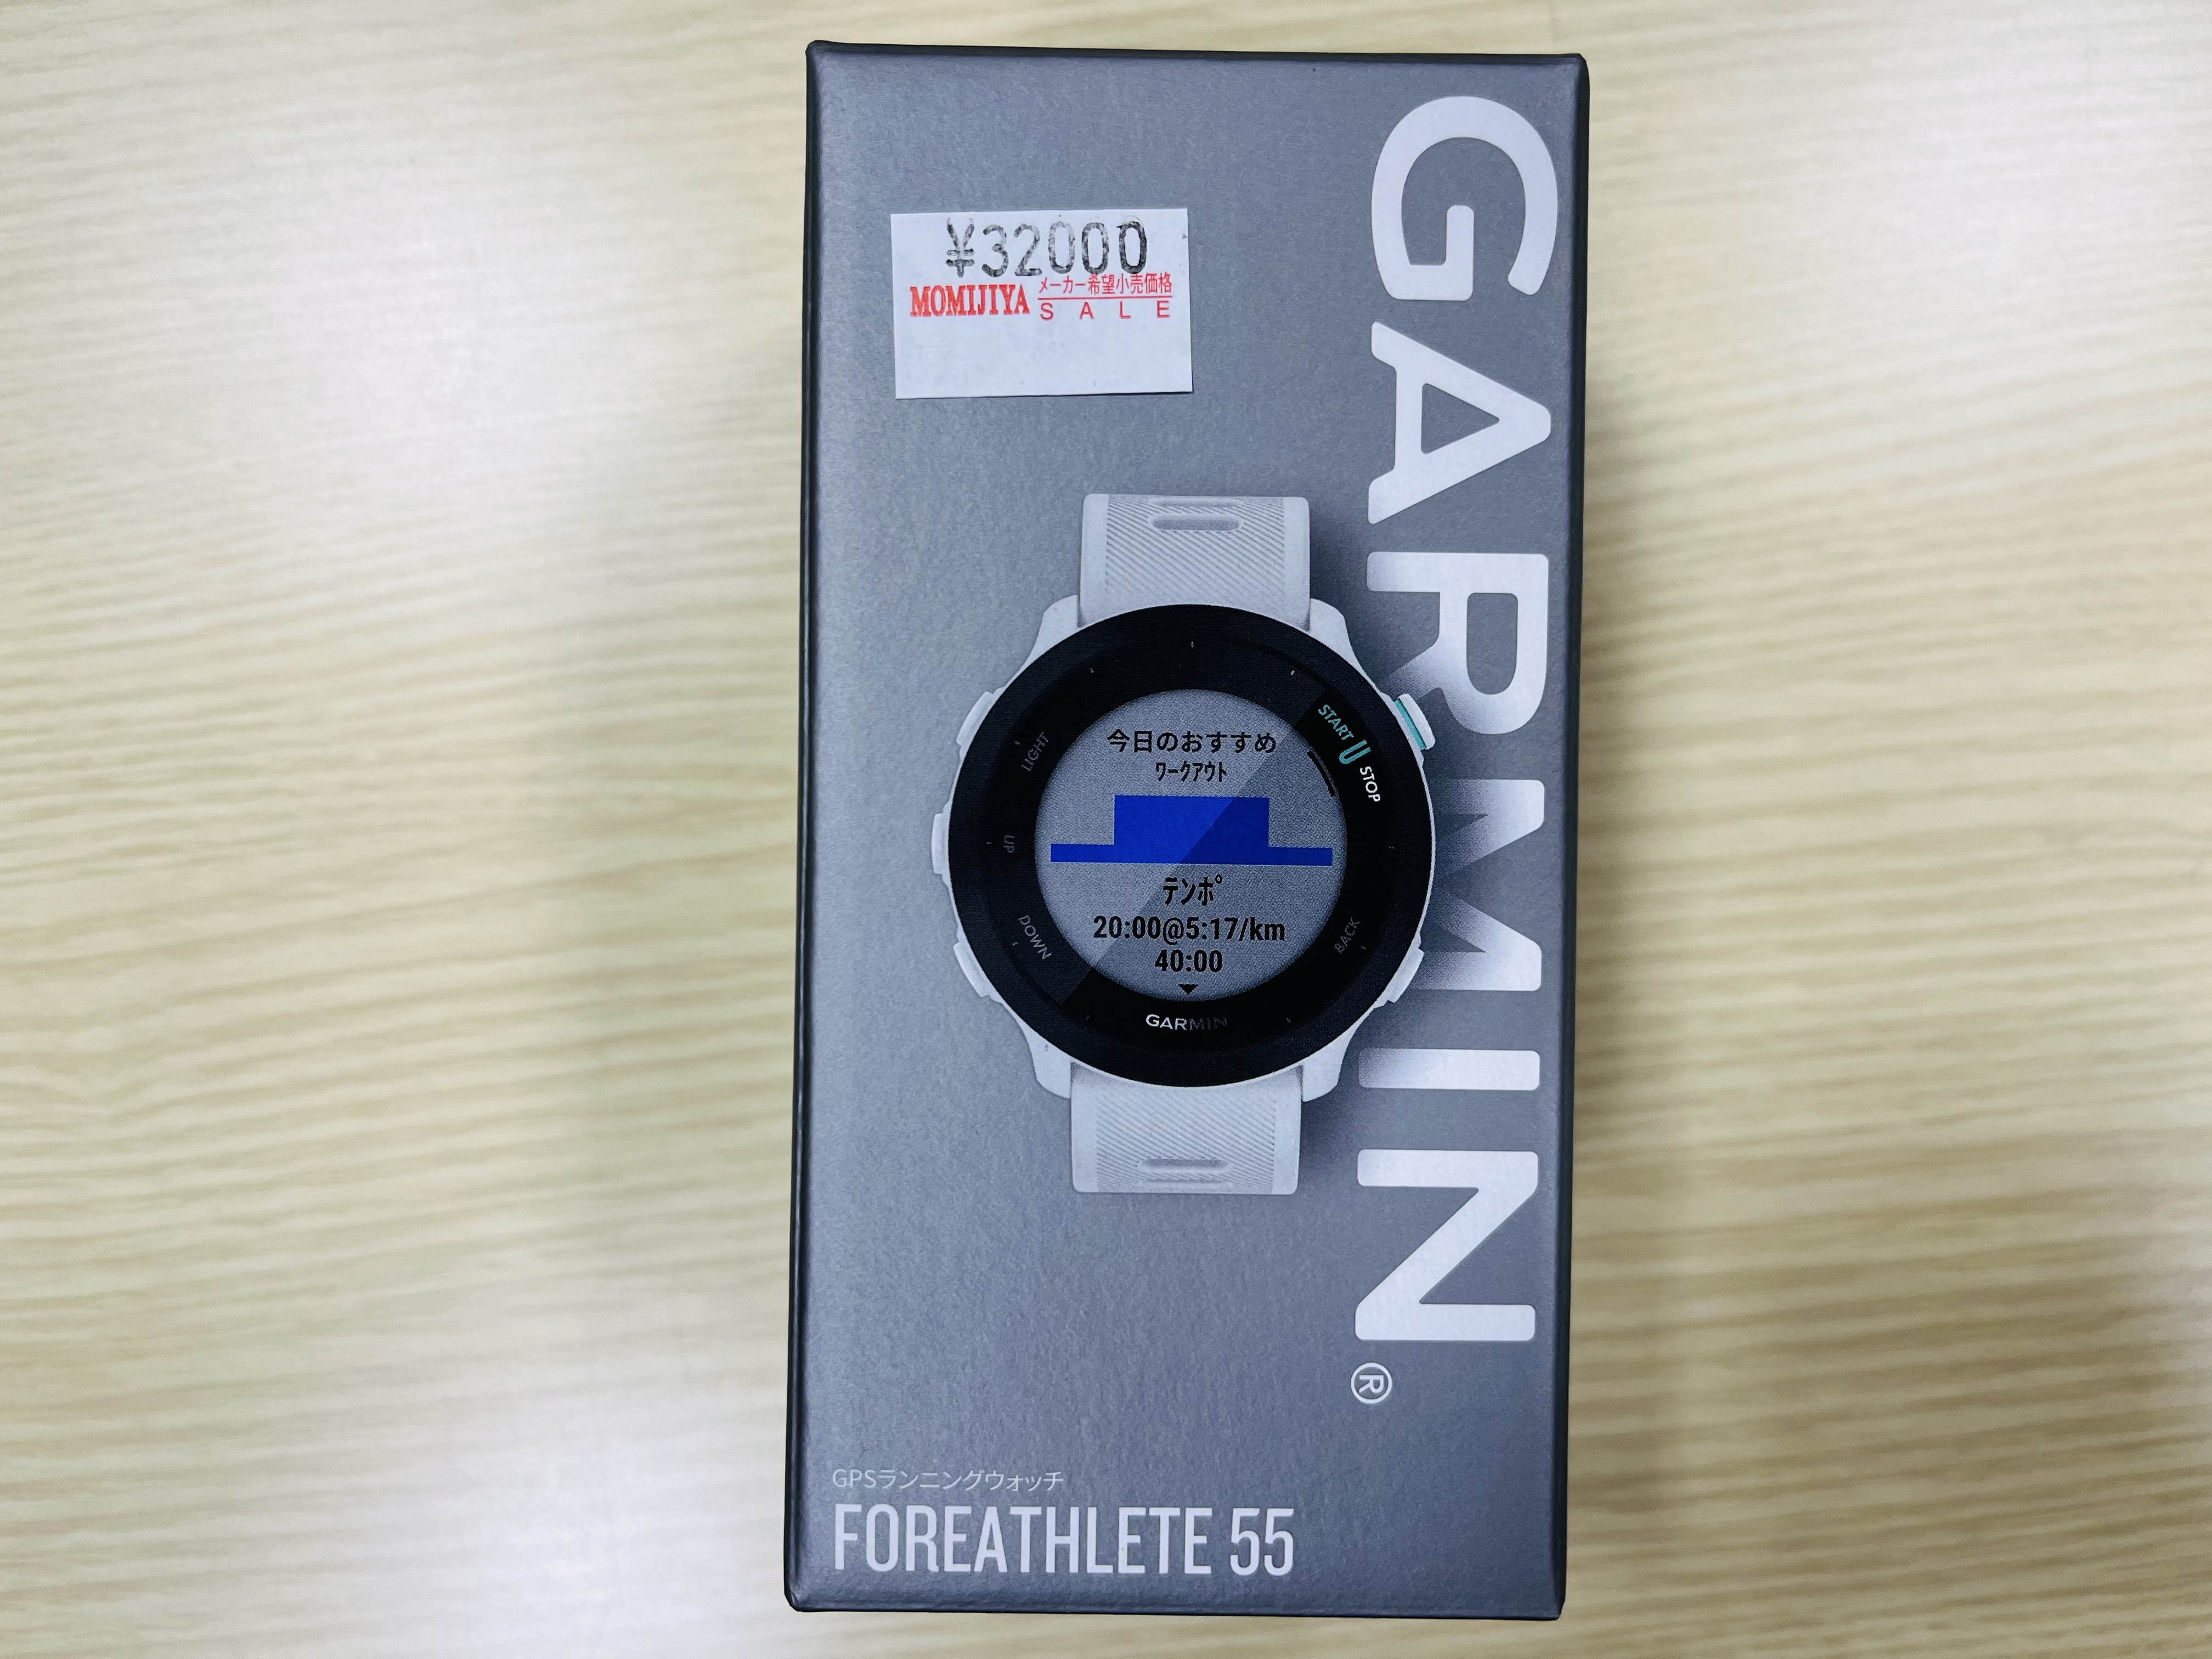 ¥32000
MOMIJIYA メーカー希望小売価格
SALE
GARMIN®
START STOP
LIGHT
UP
DOWN
BACK
今日のおすすめ
ワークアウト
テンポ
20:00@5:17/km
40:00
GARMIN
GPSランニングウォッチ
FOREATHLETE 55